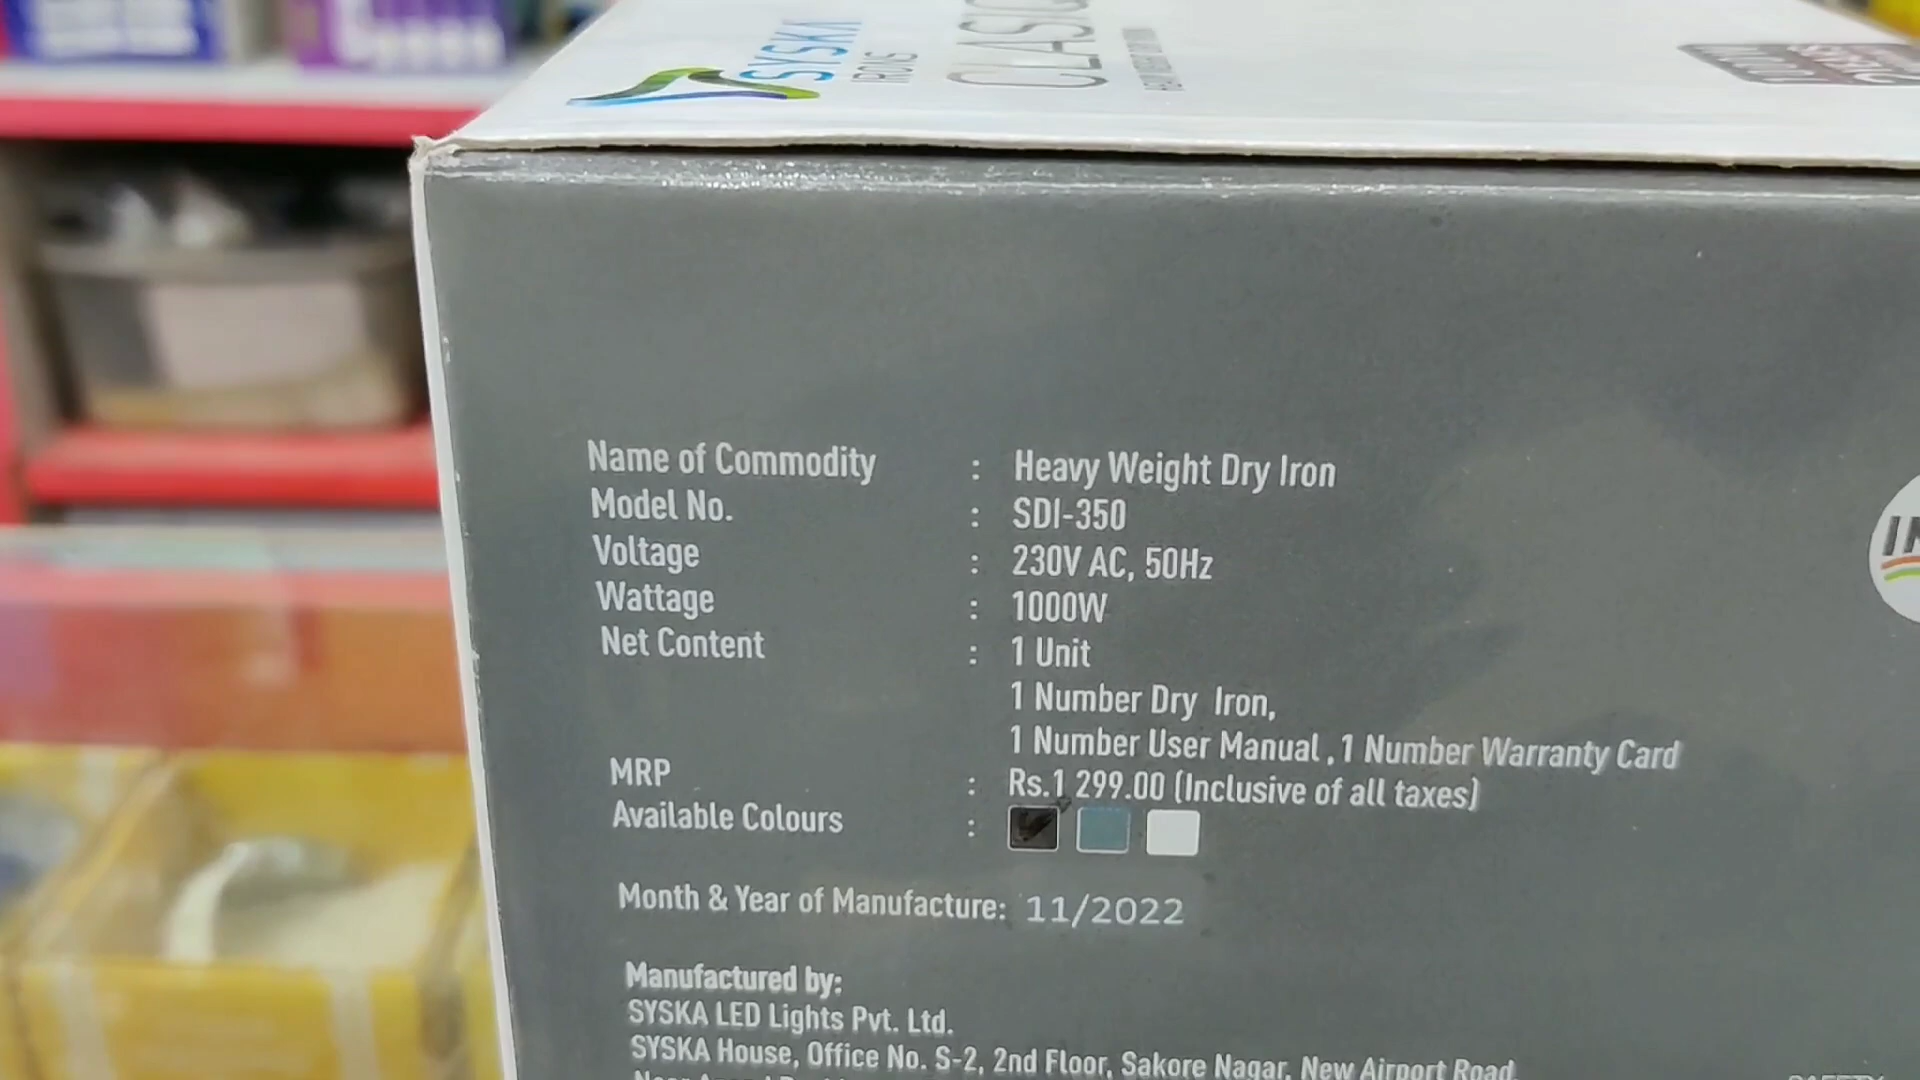 SYSKA
IRONS
CLASIC
Name of Commodity : Heavy Weight Dry Iron
Model No. : SDI-350
Voltage : 230V AC, 50Hz
Wattage : 1000W
Net Content : 1 Unit
1 Number Dry Iron,
1 Number User Manual , 1 Number Warranty Card
MRP : Rs.1 299.00 (Inclusive of all taxes)
Available Colours :
Month & Year of Manufacture: 11/2022
Manufactured by:
SYSKA LED Lights Pvt. Ltd.
SYSKA House, Office No. S-2, 2nd Floor, Sakore Nagar, New Airport Road,